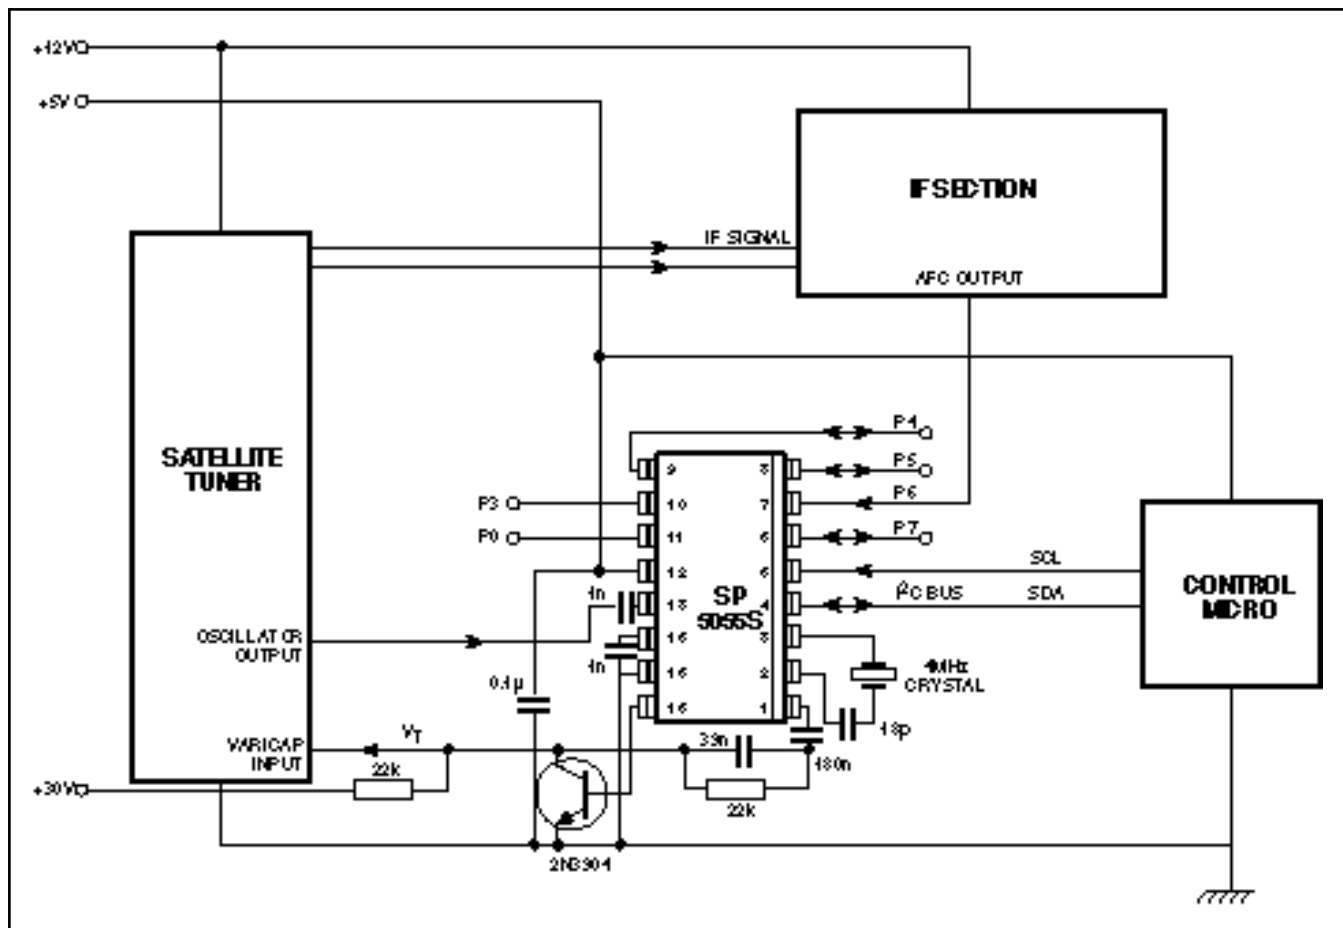 +12V
+5V
IF SECTION
IF SIGNAL
AFC OUTPUT
SATELLITE
TUNER
P4
P5
P6
P7
P3
P0
9
10
11
12
13
15
15
16
8
7
6
5
4
3
2
1
SP
5055S
SCL
I²C BUS
SDA
CONTROL
MICRO
1n
1n
OSCILLATOR
OUTPUT
0.1µ
4MHz
CRYSTAL
18p
39n
180n
VT
VARICAP
INPUT
22k
22k
+30V
2N3904